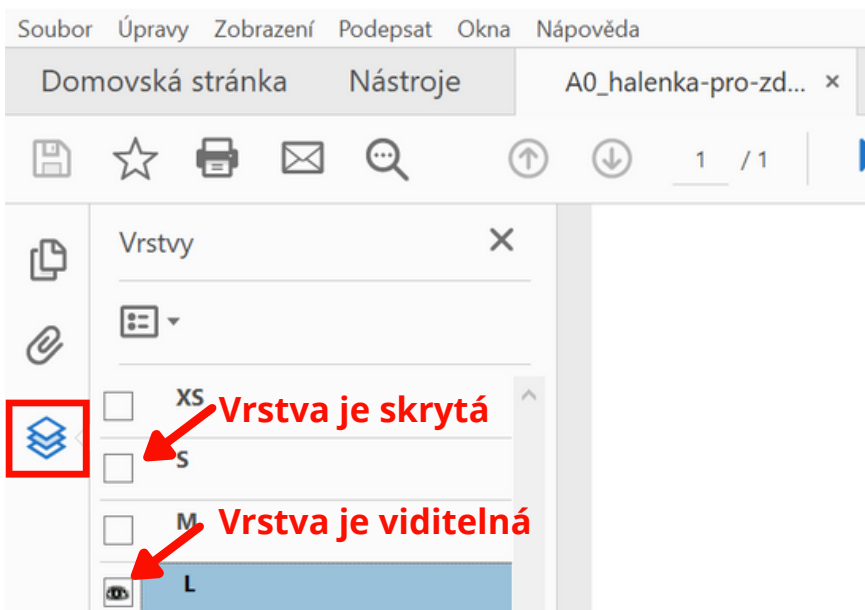 Soubor Úpravy Zobrazení Podepsat Okna Nápověda
Domovská stránka Nástroje A0_halenka-pro-zd... ×
1 / 1
Vrstvy
XS
Vrstva je skrytá
S
M
Vrstva je viditelná
L